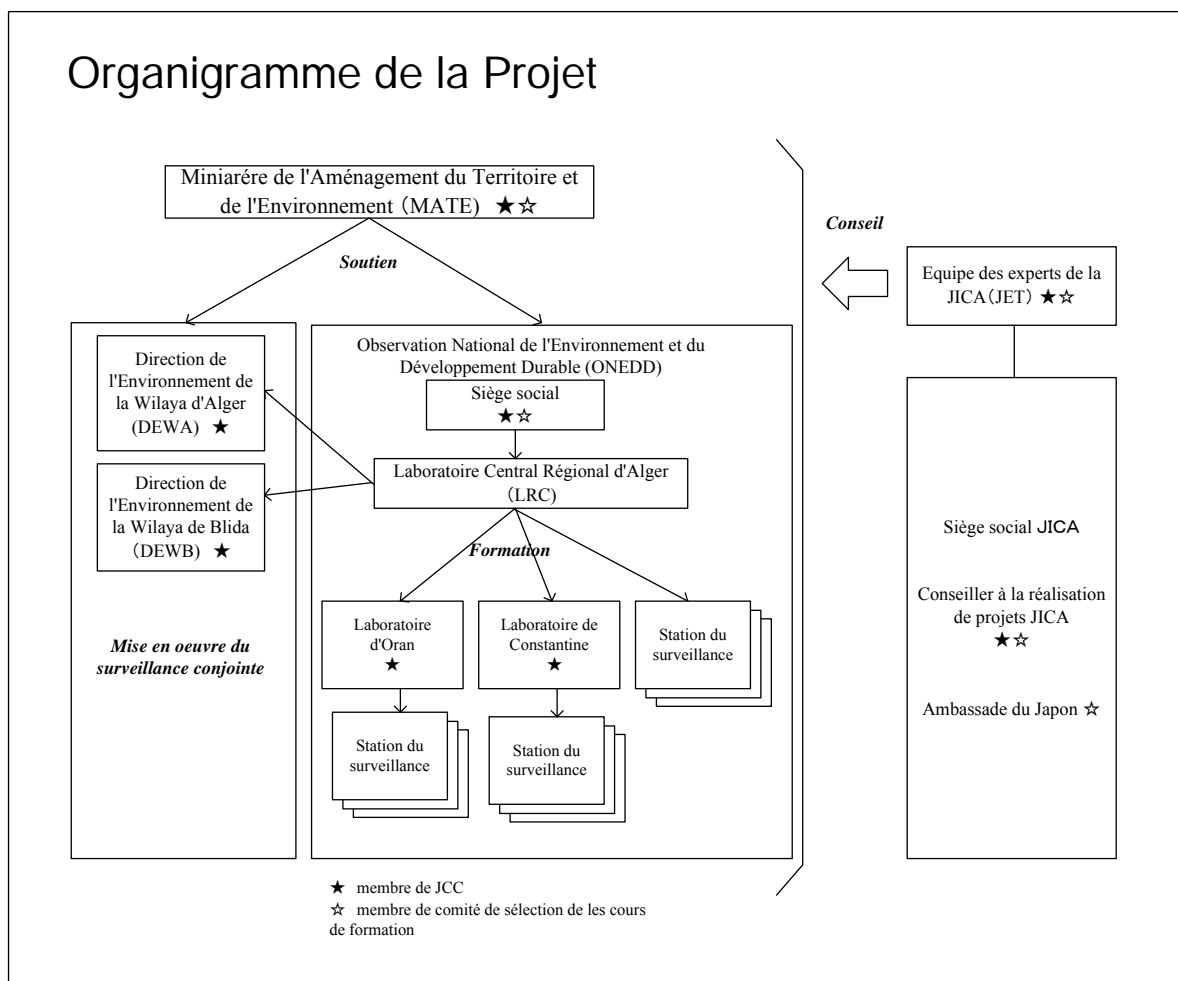 Organigramme de la Projet
Miniarére de l'Aménagement du Territoire et
de l'Environnement (MATE) ★☆
Soutien
Conseil
Equipe des experts de la
JICA(JET) ★☆
Direction de
l'Environnement de
la Wilaya d'Alger
(DEWA) ★
Direction de
l'Environnement de
la Wilaya de Blida
(DEWB) ★
Mise en oeuvre du
surveillance conjointe
Observation National de l'Environnement et du
Développement Durable (ONEDD)
Siège social
★☆
Laboratoire Central Régional d'Alger
(LRC)
Formation
Laboratoire
d'Oran
★
Laboratoire de
Constantine
★
Station du
surveillance
Station du
surveillance
Station du
surveillance
Siège social JICA
Conseiller à la réalisation
de projets JICA
★☆
Ambassade du Japon ☆
★ membre de JCC
☆ membre de comité de sélection de les cours
de formation